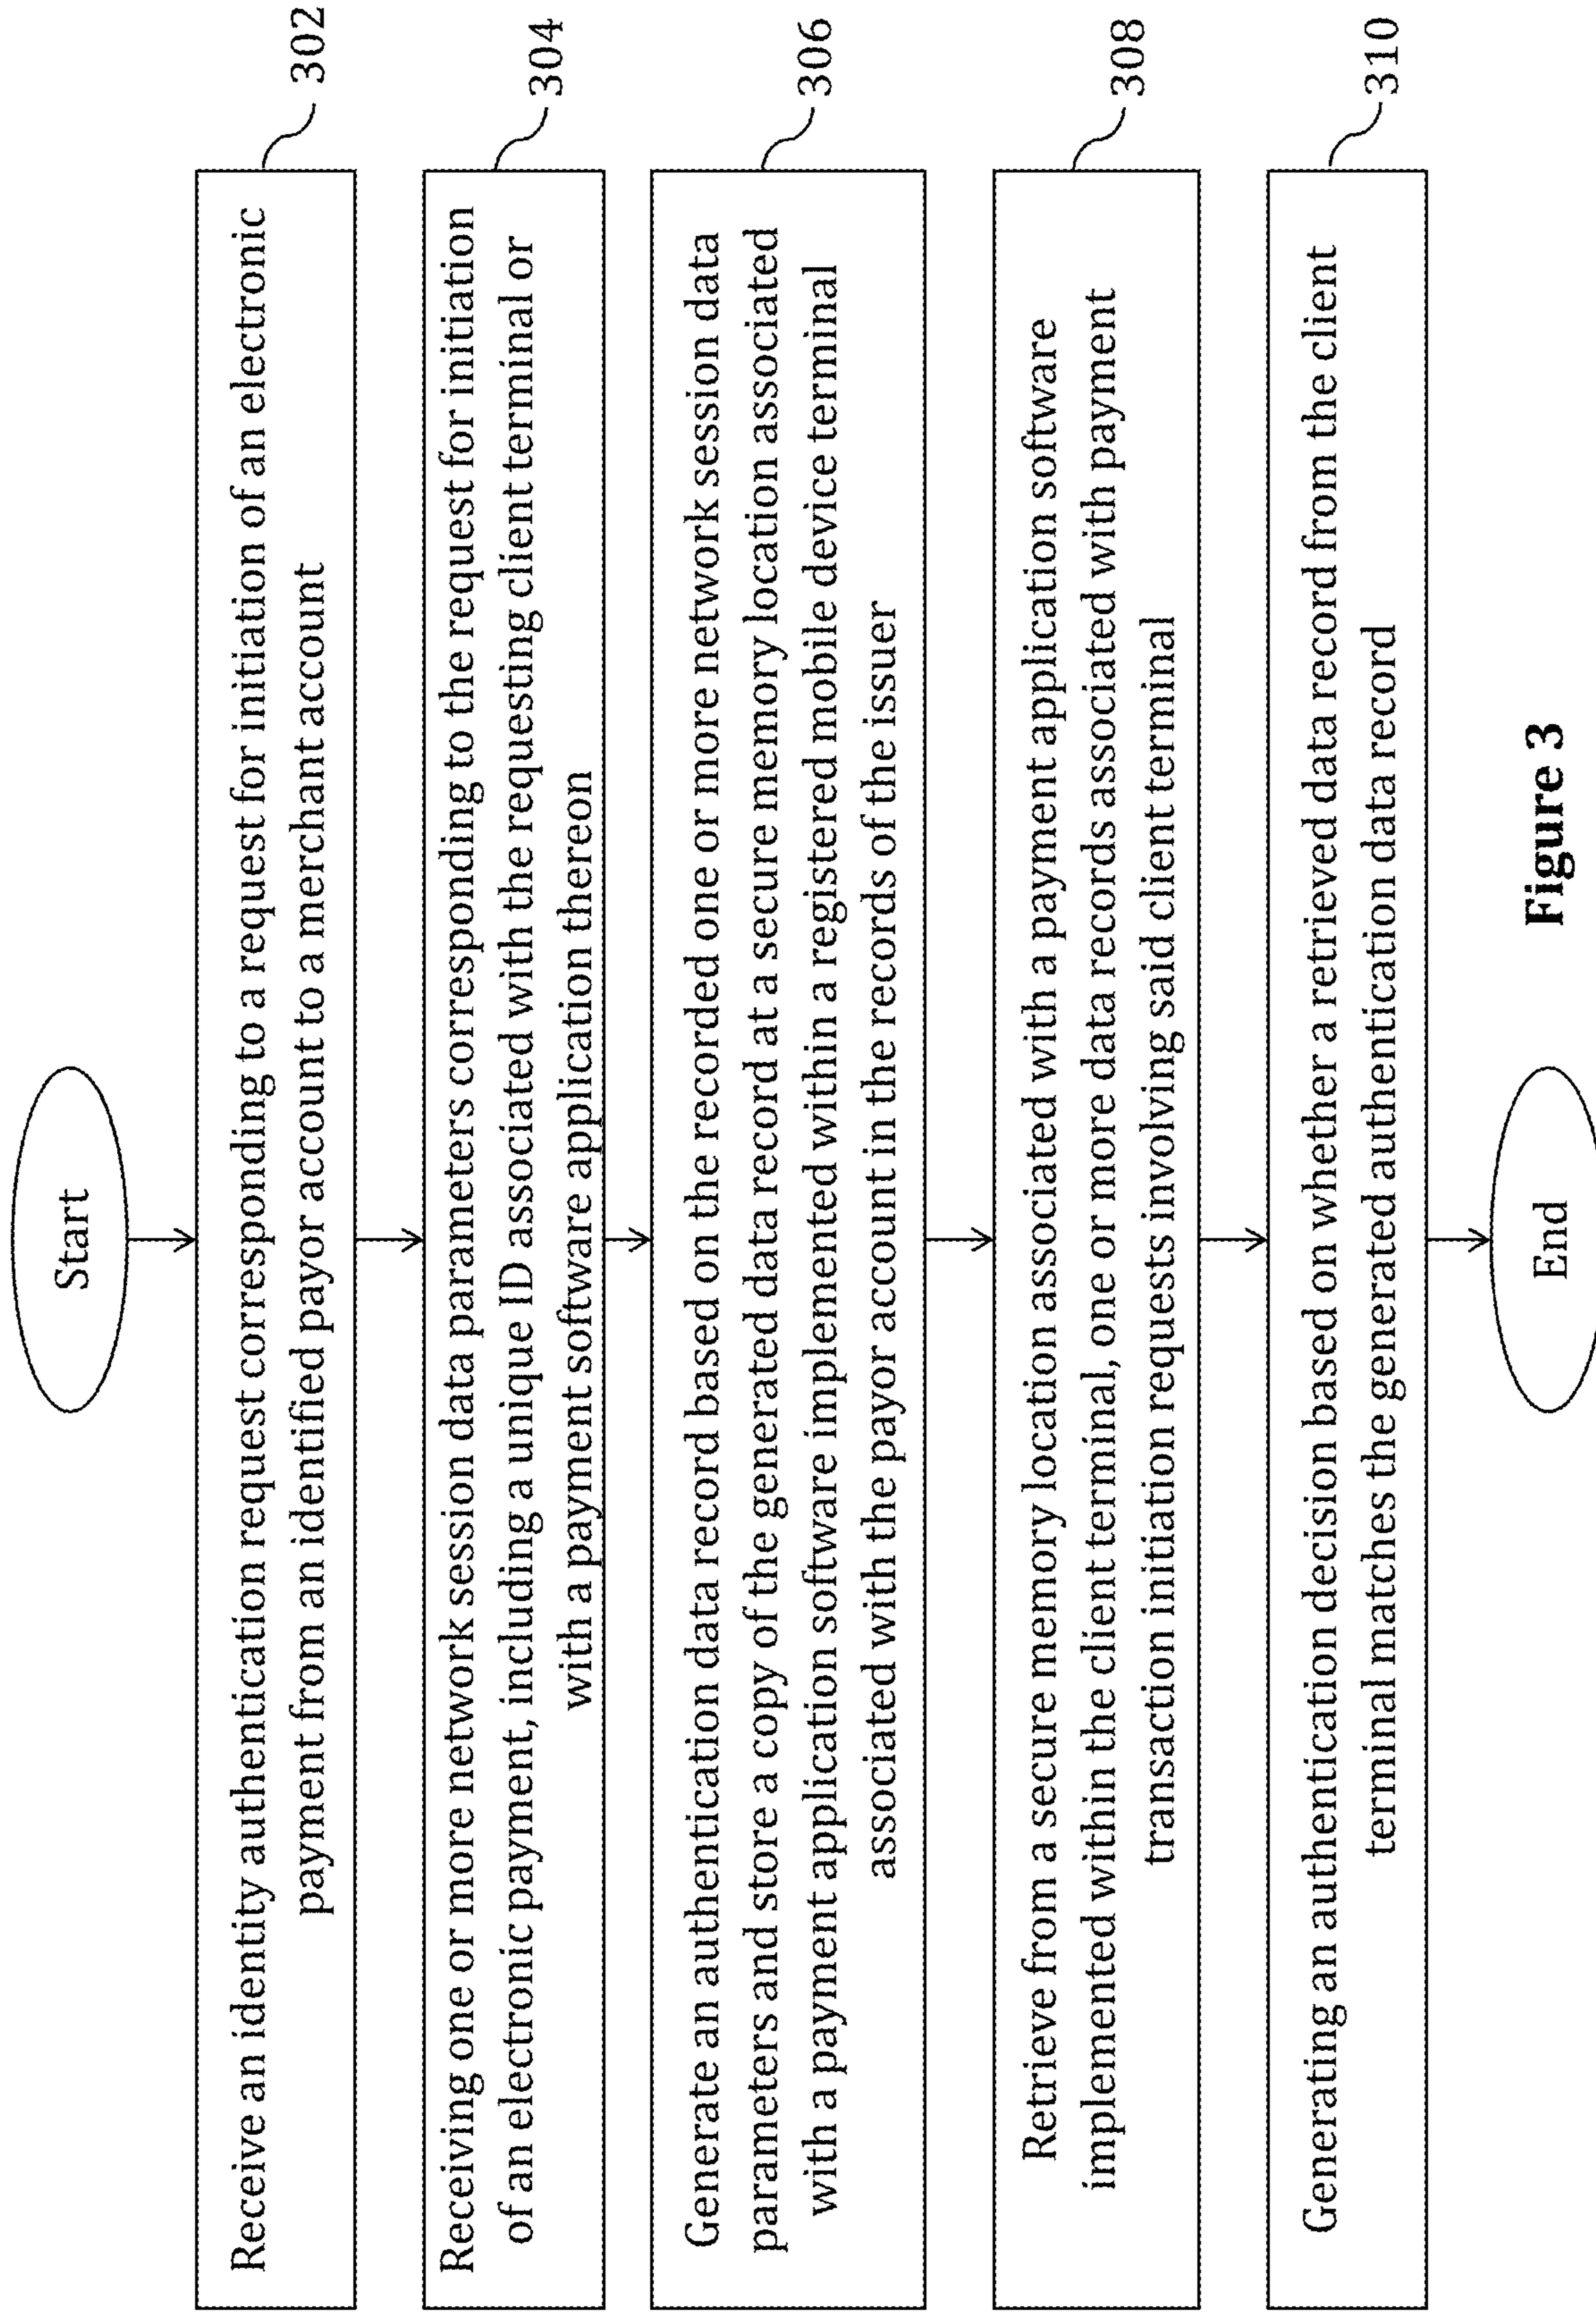 Start
Receive an identity authentication request corresponding to a request for initiation of an electronic
payment from an identified payor account to a merchant account
302
Receiving one or more network session data parameters corresponding to the request for initiation
of an electronic payment, including a unique ID associated with the requesting client terminal or
with a payment software application thereon
304
Generate an authentication data record based on the recorded one or more network session data
parameters and store a copy of the generated data record at a secure memory location associated
with a payment application software implemented within a registered mobile device terminal
associated with the payor account in the records of the issuer
306
Retrieve from a secure memory location associated with a payment application software
implemented within the client terminal, one or more data records associated with payment
transaction initiation requests involving said client terminal
308
Generating an authentication decision based on whether a retrieved data record from the client
terminal matches the generated authentication data record
310
End
Figure 3